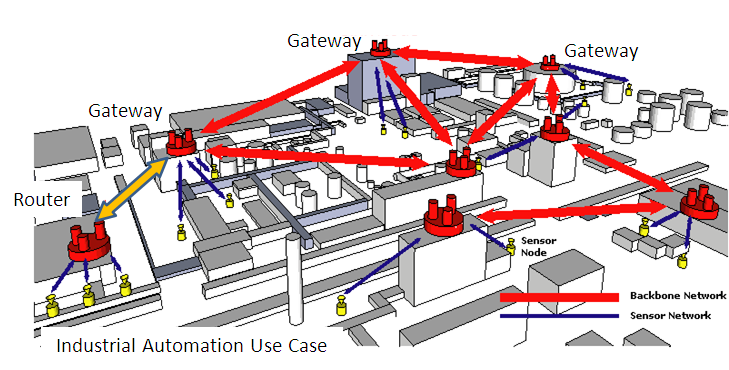 Gateway
Gateway
Gateway
Router
Sensor
Node
Backbone Network
Sensor Network
Industrial Automation Use Case